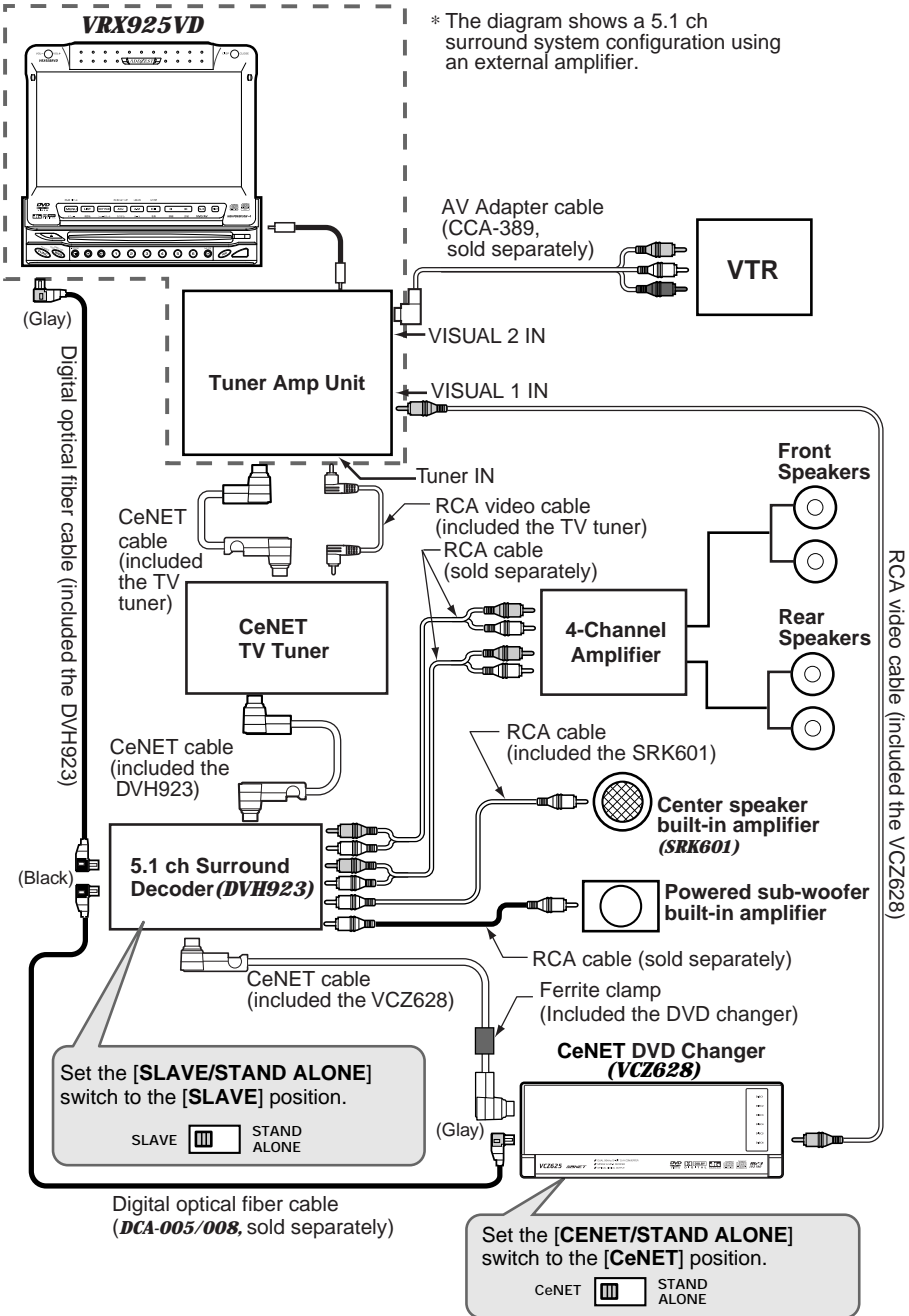 VRX925VD
* The diagram shows a 5.1 ch
surround system configuration using
an external amplifier.
AV Adapter cable
(CCA-389,
sold separately)
VTR
(Glay)
VISUAL 2 IN
Tuner Amp Unit
VISUAL 1 IN
Digital optical fiber cable (included the DVH923)
Tuner IN
Front
Speakers
CeNET
cable
(included
the TV
tuner)
RCA video cable
(included the TV tuner)
RCA cable
(sold separately)
RCA video cable (included the VCZ628)
CeNET
TV Tuner
4-Channel
Amplifier
Rear
Speakers
CeNET cable
(included the
DVH923)
RCA cable
(included the SRK601)
Center speaker
built-in amplifier
(SRK601)
(Black)
5.1 ch Surround
Decoder (DVH923)
Powered sub-woofer
built-in amplifier
RCA cable (sold separately)
CeNET cable
(included the VCZ628)
Ferrite clamp
(Included the DVD changer)
CeNET DVD Changer
(VCZ628)
Set the [SLAVE/STAND ALONE]
switch to the [SLAVE] position.
SLAVE
STAND
ALONE
(Glay)
VCZ625
Digital optical fiber cable
(DCA-005/008, sold separately)
Set the [CENET/STAND ALONE]
switch to the [CeNET] position.
CeNET
STAND
ALONE